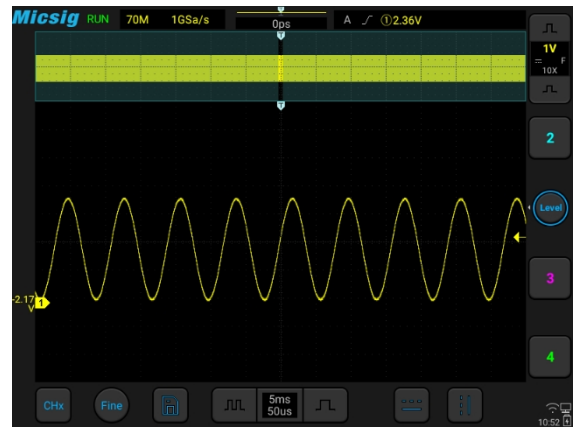 Micsig RUN 70M 1GSa/s 0ps A ①2.36V
T
1V
F
10X
T
2
Level
-2.17
V
1
3
4
CHx Fine 5ms
50us
10:52